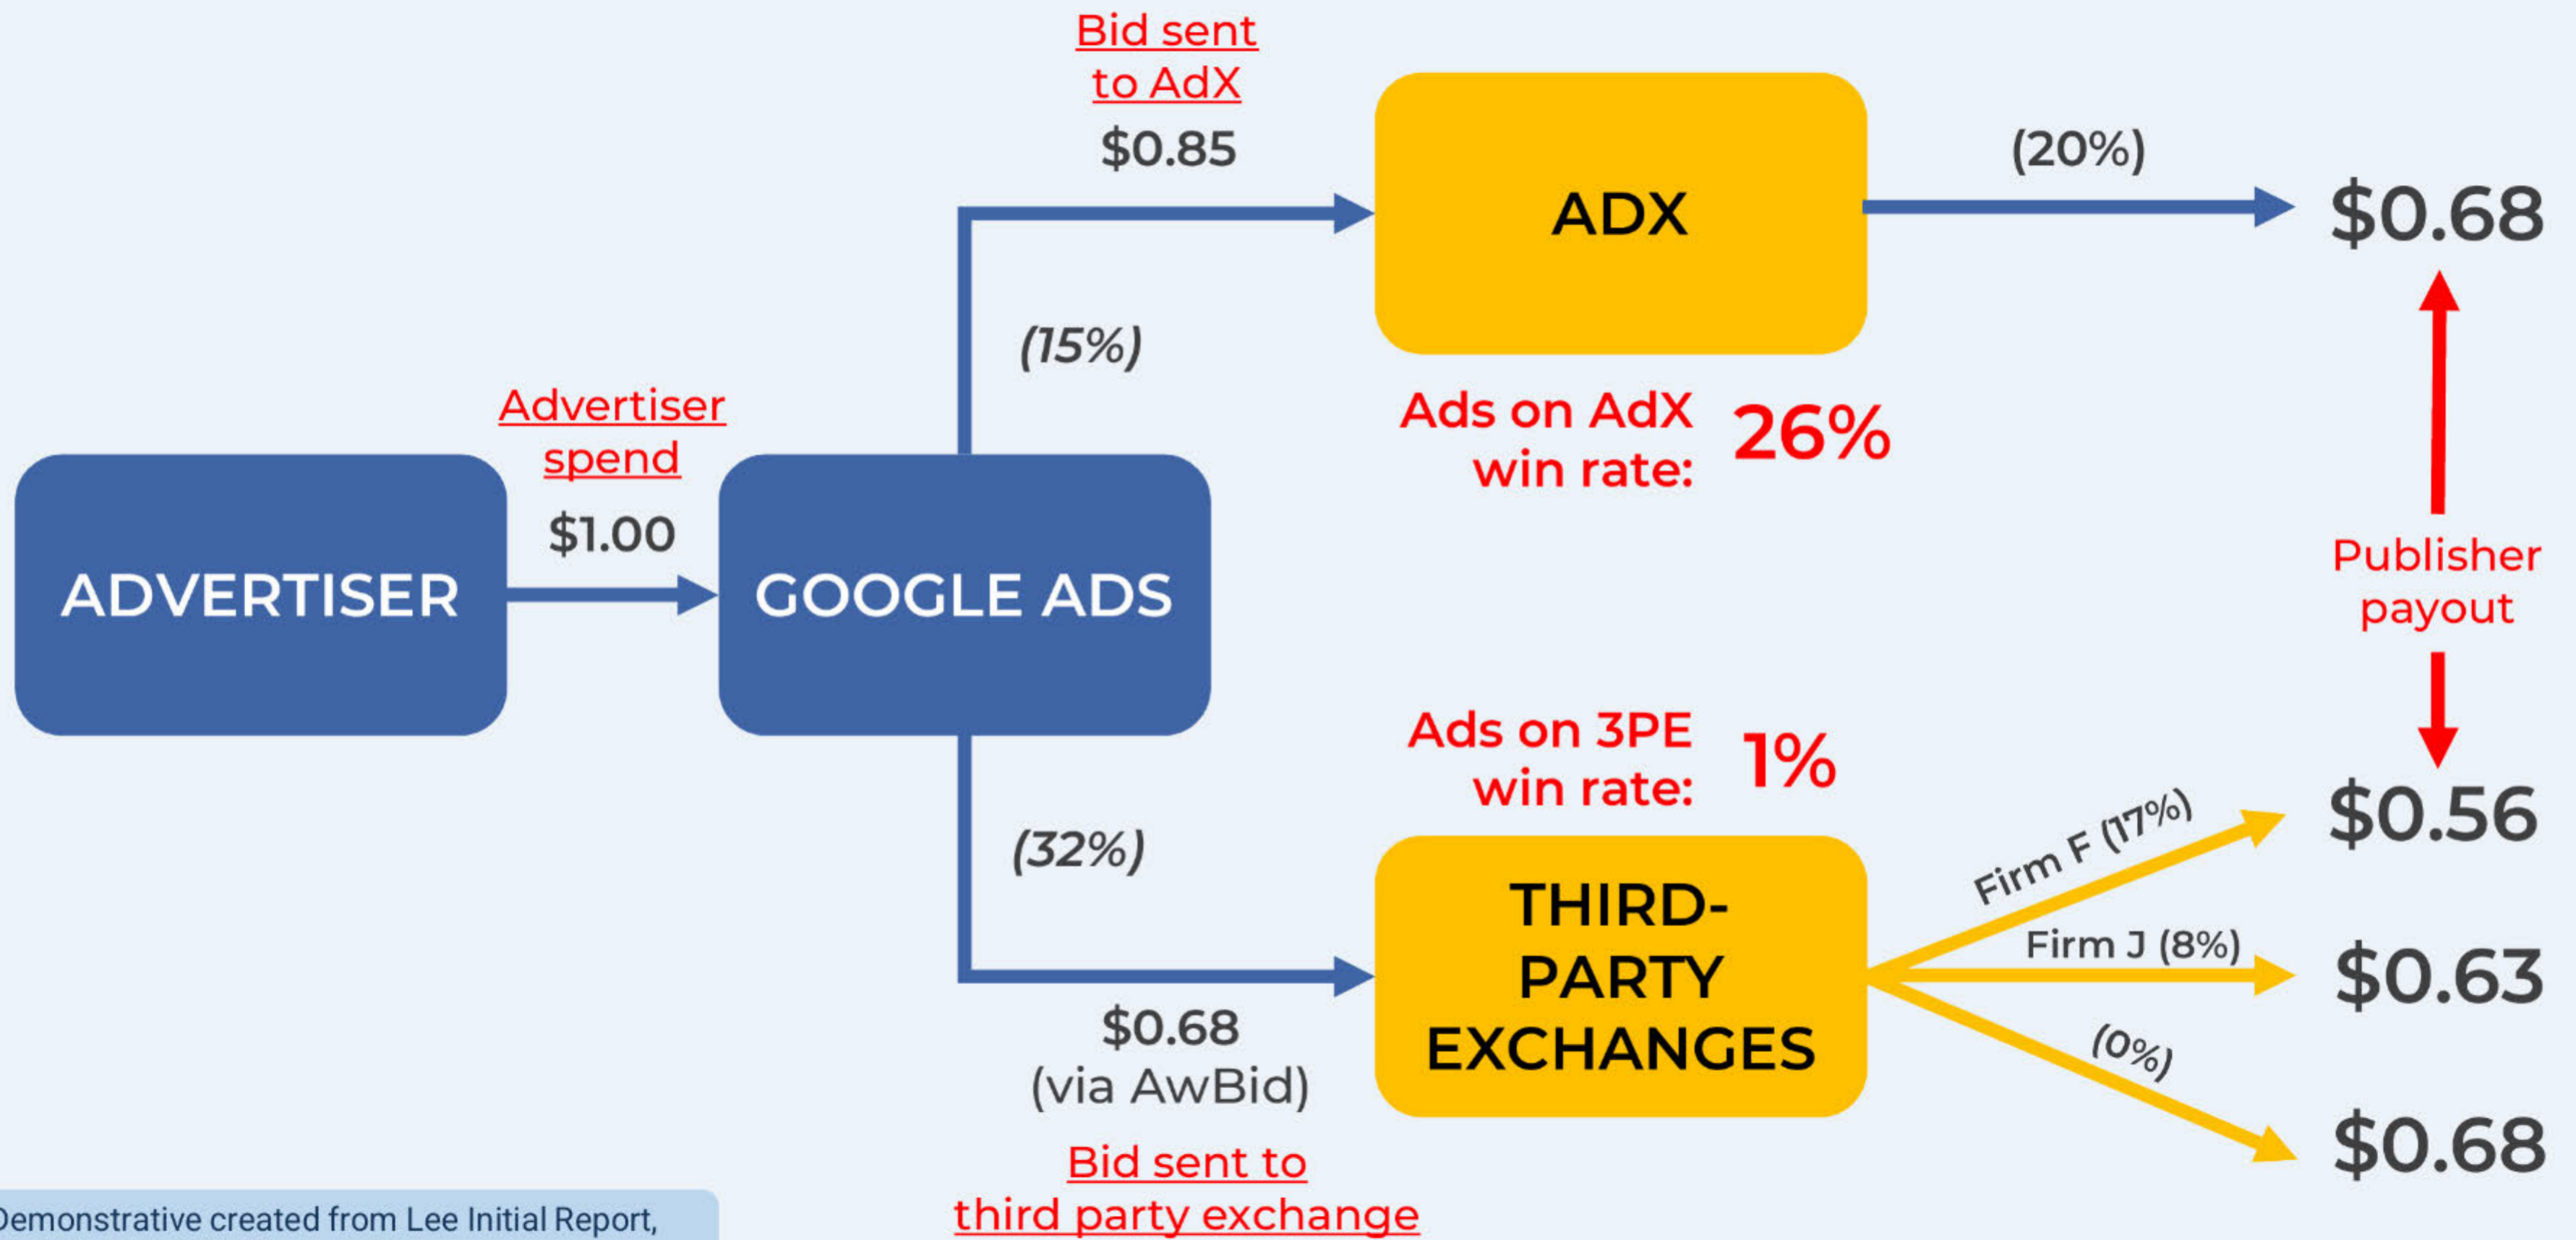 Bid sent
to AdX
$0.85
ADX
(20%)
$0.68
(15%)
Advertiser
spend
$1.00
Ads on AdX
win rate:
26%
ADVERTISER
GOOGLE ADS
Publisher
payout
Ads on 3PE
win rate:
1%
(32%)
THIRD-
PARTY
EXCHANGES
Firm F (17%)
$0.56
Firm J (8%)
$0.63
(0%)
$0.68
$0.68
(via AwBid)
Bid sent to
third party exchange
Demonstrative created from Lee Initial Report,